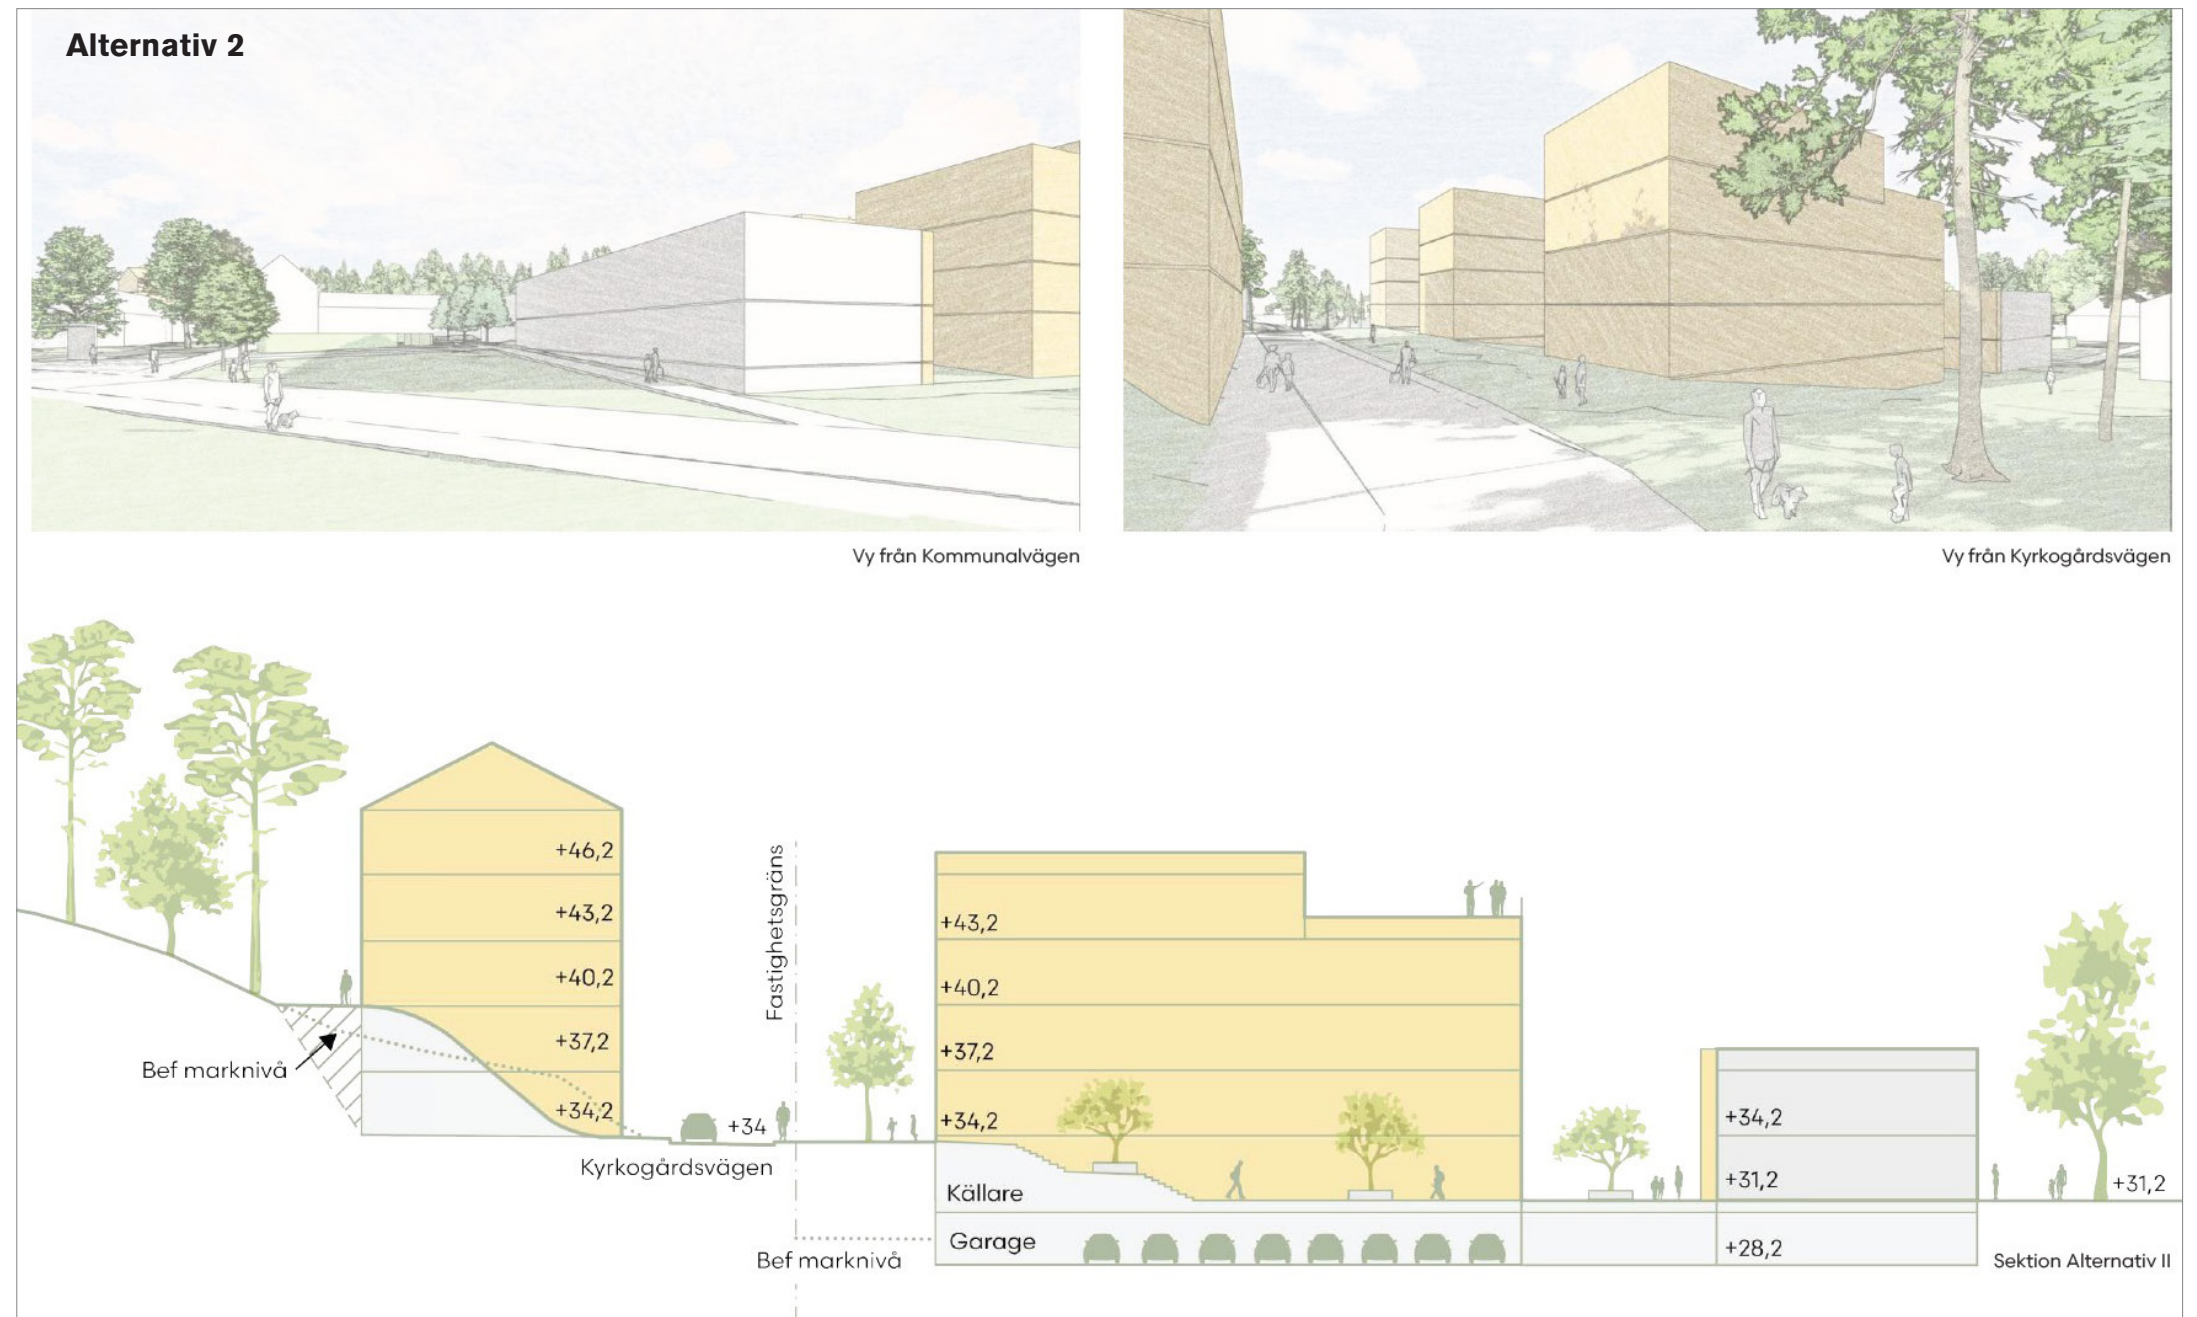 Alternativ 2
Vy från Kommunalvägen
Vy från Kyrkogårdsvägen
+46,2
+43,2
+40,2
+37,2
+34,2
Bef marknivå
Kyrkogårdsvägen
+34
Fastighetsgräns
Bef marknivå
+43,2
+40,2
+37,2
+34,2
Källare
Garage
+34,2
+31,2
+28,2
+31,2
Sektion Alternativ II